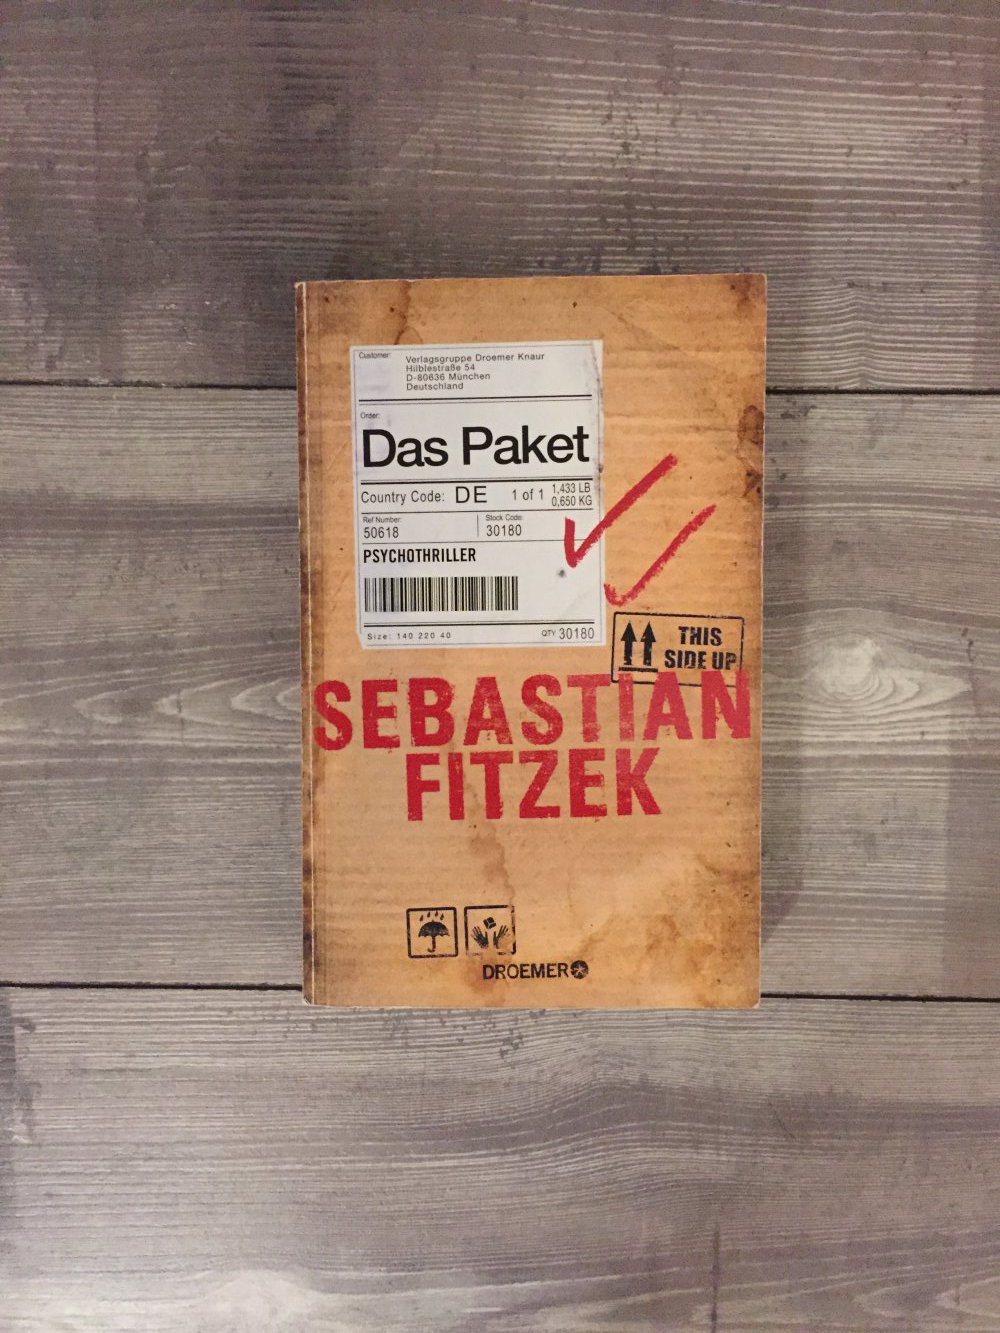 Customer:
Verlagsgruppe Droemer Knaur
Hilblestraße 54
D-80636 München
Deutschland
Order:
Das Paket
Country Code: DE 1 of 1 1,433 LB
0,650 KG
Ref Number: Stock Code:
50618 30180
PSYCHOTHRILLER
Size: 140 220 40 QTY 30180
THIS
SIDE UP
SEBASTIAN
FITZEK
DROEMER